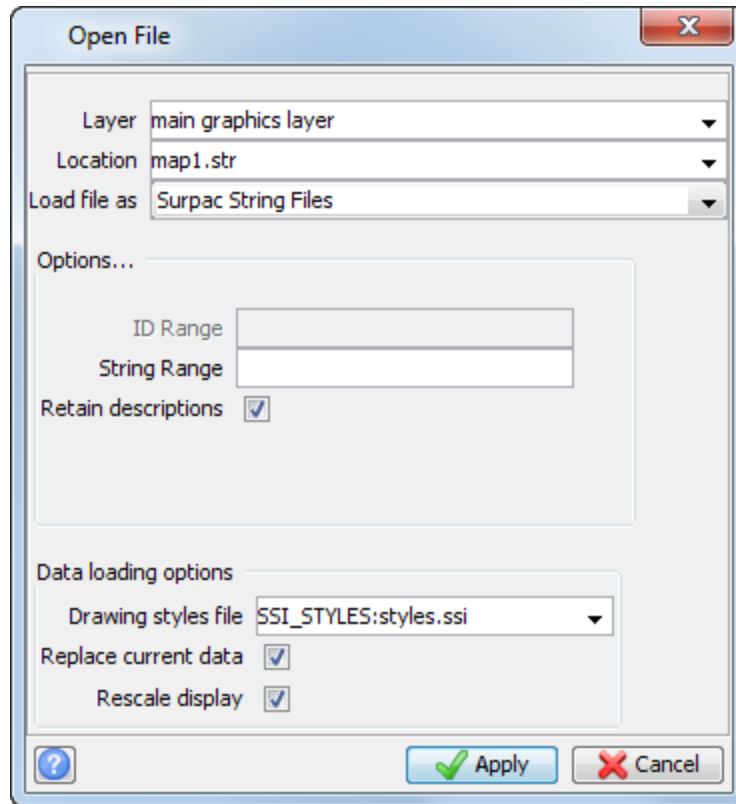 Open File
Layer main graphics layer
Location map1.str
Load file as Surpac String Files
Options...
ID Range
String Range
Retain descriptions
Data loading options
Drawing styles file SSI_STYLES:styles.ssi
Replace current data
Rescale display
? Apply Cancel